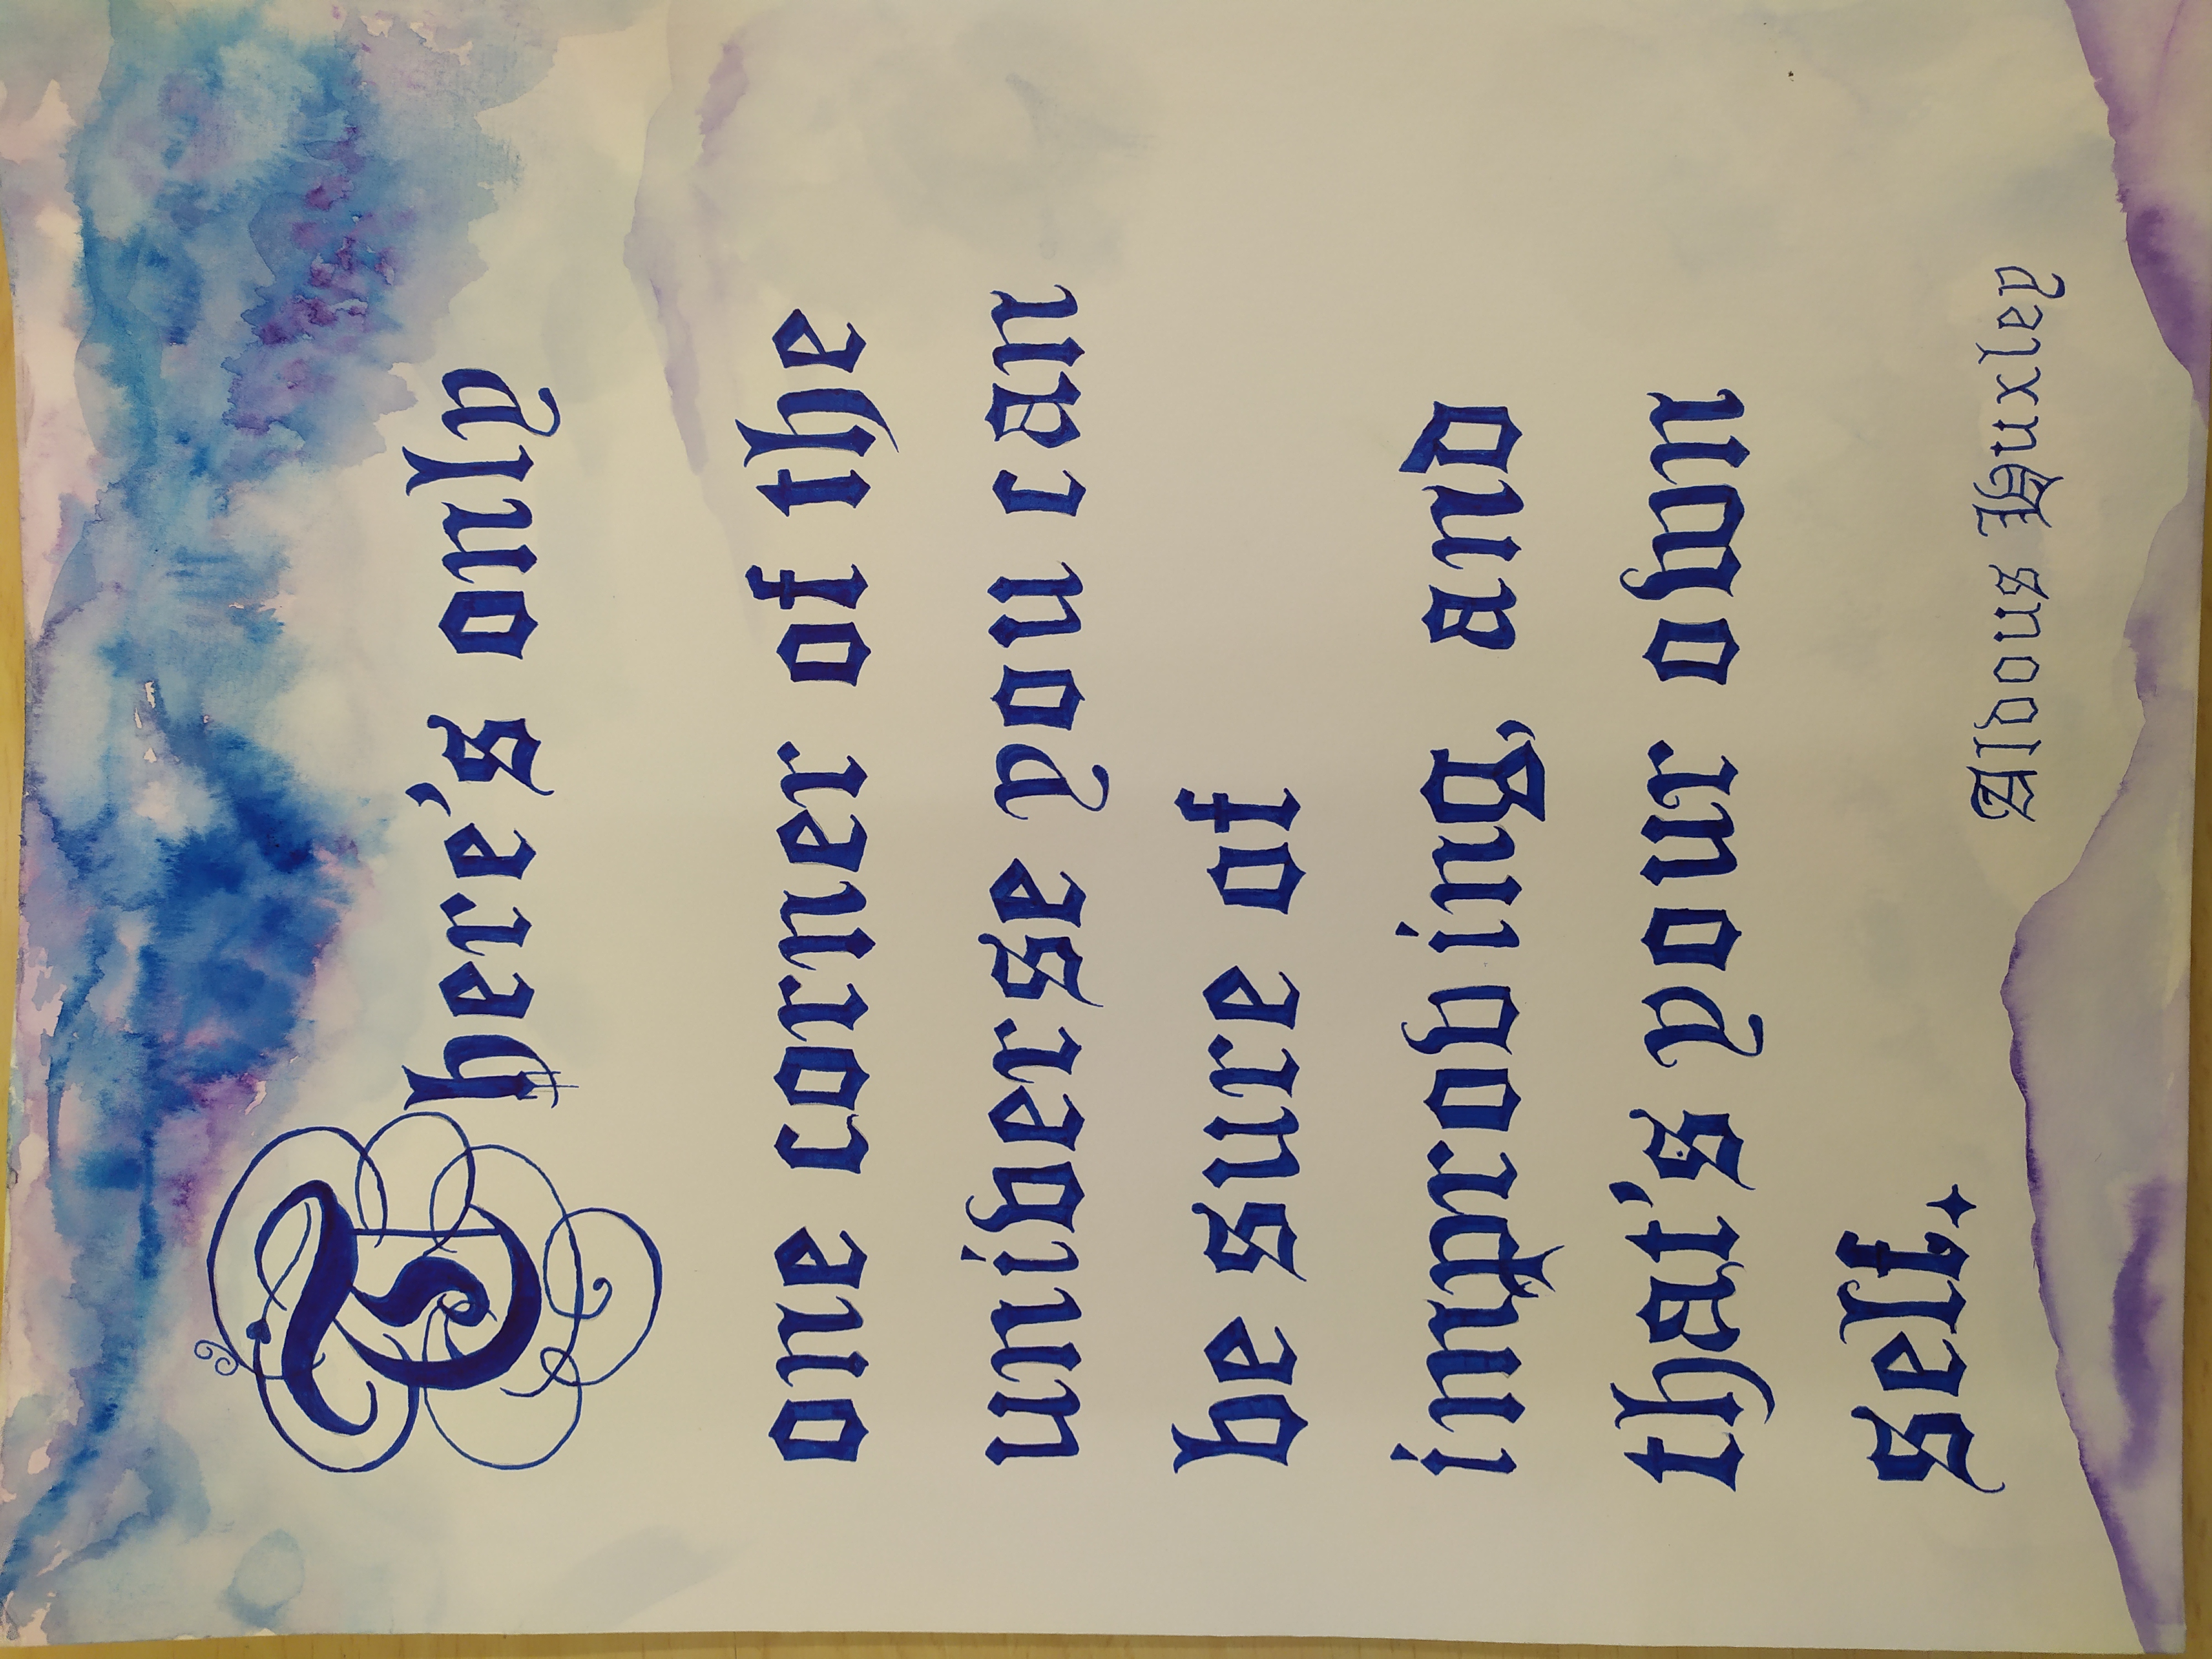 There's only
one corner of the
universe you can
be sure of
improving, and
that's your own
self.
Aldous Huxley